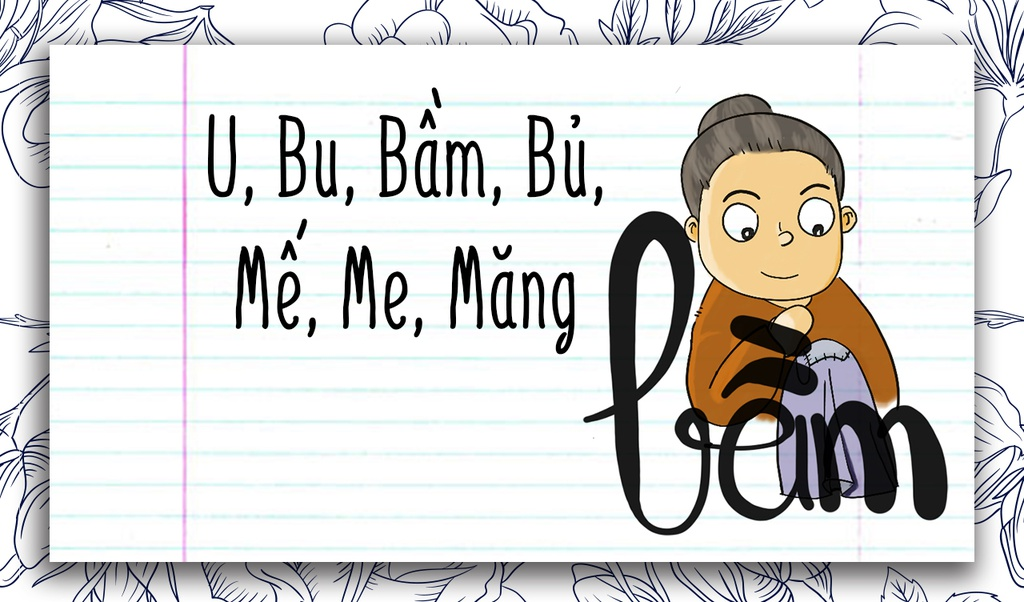 U, Bu, Bầm, Bủ,
Mế, Me, Măng
bầm